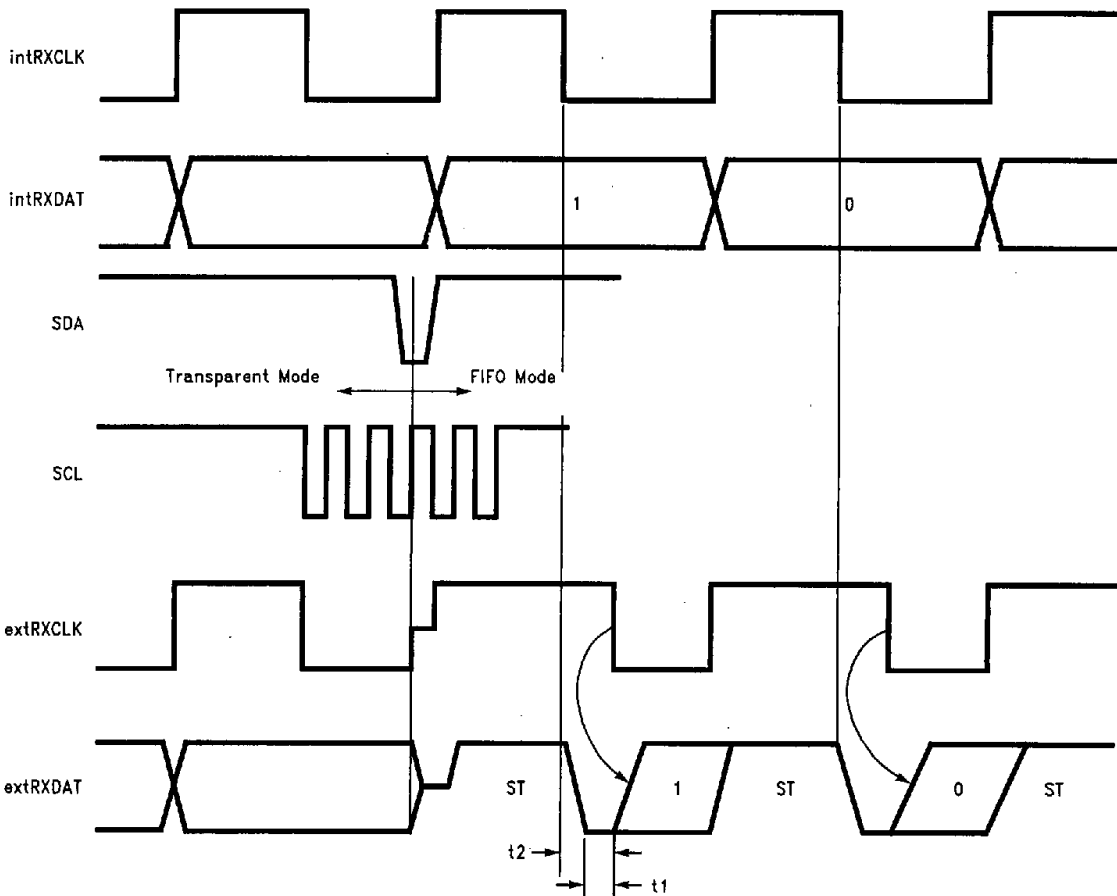 intRXCLK
intRXDAT
1
0
SDA
Transparent Mode
FIFO Mode
SCL
extRXCLK
extRXDAT
ST
1
ST
0
ST
t2
t1